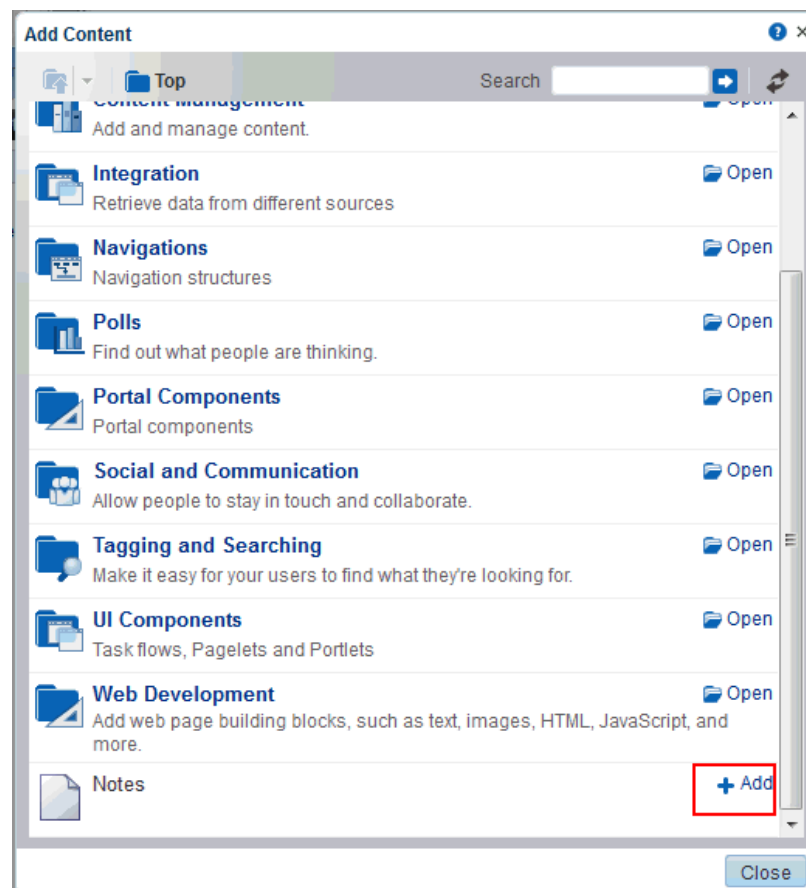 Add Content
Top
Search
Content Management
Open
Add and manage content.
Integration
Open
Retrieve data from different sources
Navigations
Open
Navigation structures
Polls
Open
Find out what people are thinking.
Portal Components
Open
Portal components
Social and Communication
Open
Allow people to stay in touch and collaborate.
Tagging and Searching
Open
Make it easy for your users to find what they're looking for.
UI Components
Open
Task flows, Pagelets and Portlets
Web Development
Open
Add web page building blocks, such as text, images, HTML, JavaScript, and
more.
Notes
Add
Close